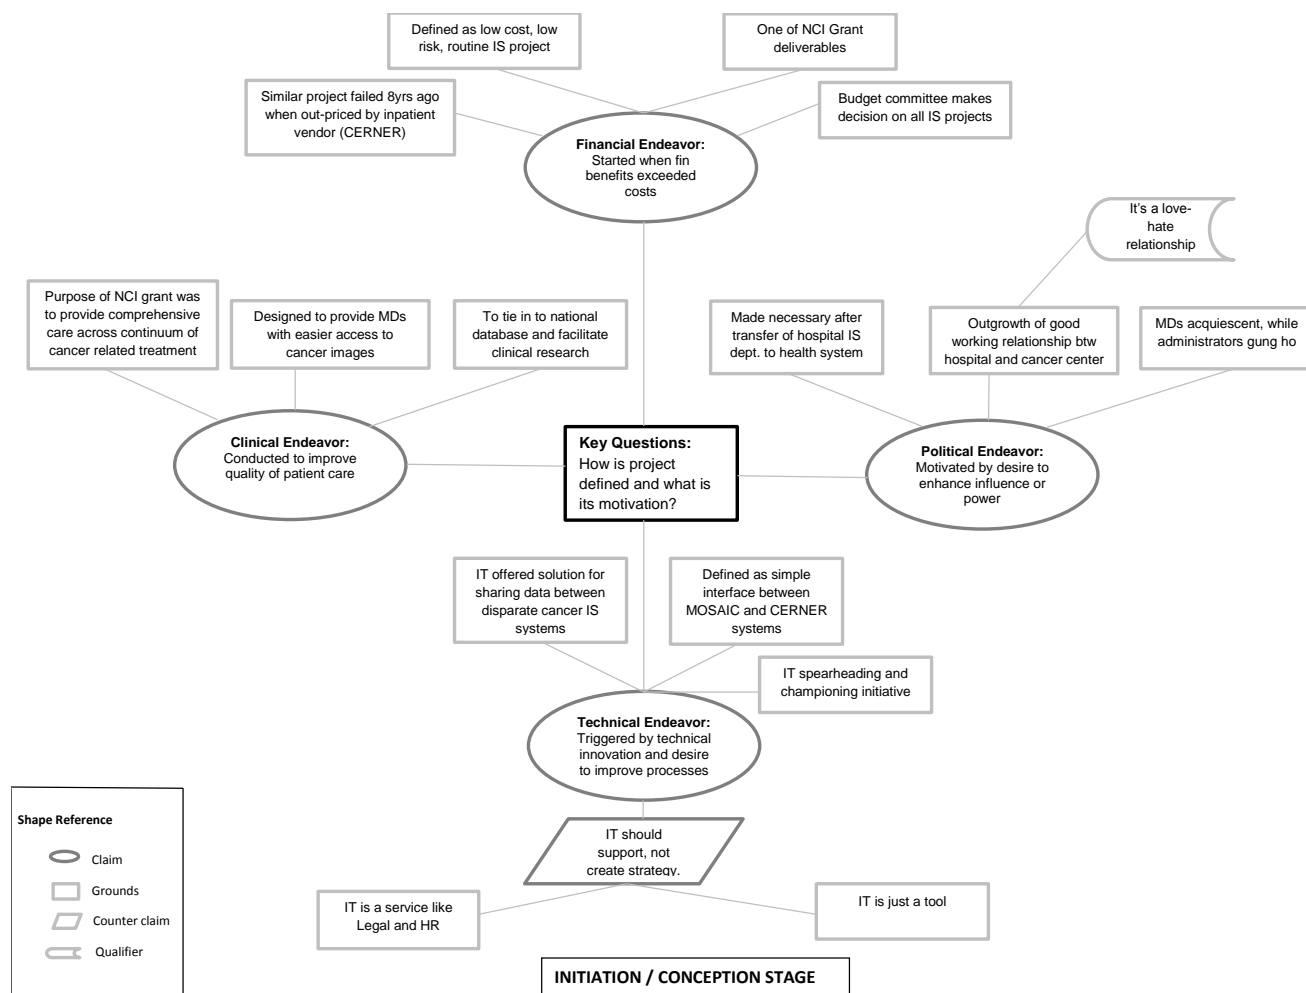 Defined as low cost, low
risk, routine IS project
One of NCI Grant
deliverables
Similar project failed 8yrs ago
when out-priced by inpatient
vendor (CERNER)
Budget committee makes
decision on all IS projects
Financial Endeavor:
Started when fin
benefits exceeded
costs
It's a love-
hate
relationship
Purpose of NCI grant was
to provide comprehensive
care across continuum of
cancer related treatment
Designed to provide MDs
with easier access to
cancer images
To tie in to national
database and facilitate
clinical research
Made necessary after
transfer of hospital IS
dept. to health system
Outgrowth of good
working relationship btw
hospital and cancer center
MDs acquiescent, while
administrators gung ho
Clinical Endeavor:
Conducted to improve
quality of patient care
Key Questions:
How is project
defined and what is
its motivation?
Political Endeavor:
Motivated by desire to
enhance influence or
power
IT offered solution for
sharing data between
disparate cancer IS
systems
Defined as simple
interface between
MOSAIC and CERNER
systems
IT spearheading and
championing initiative
Technical Endeavor:
Triggered by technical
innovation and desire
to improve processes
IT should
support, not
create strategy.
IT is a service like
Legal and HR
IT is just a tool
Shape Reference
Claim
Grounds
Counter claim
Qualifier
INITIATION / CONCEPTION STAGE